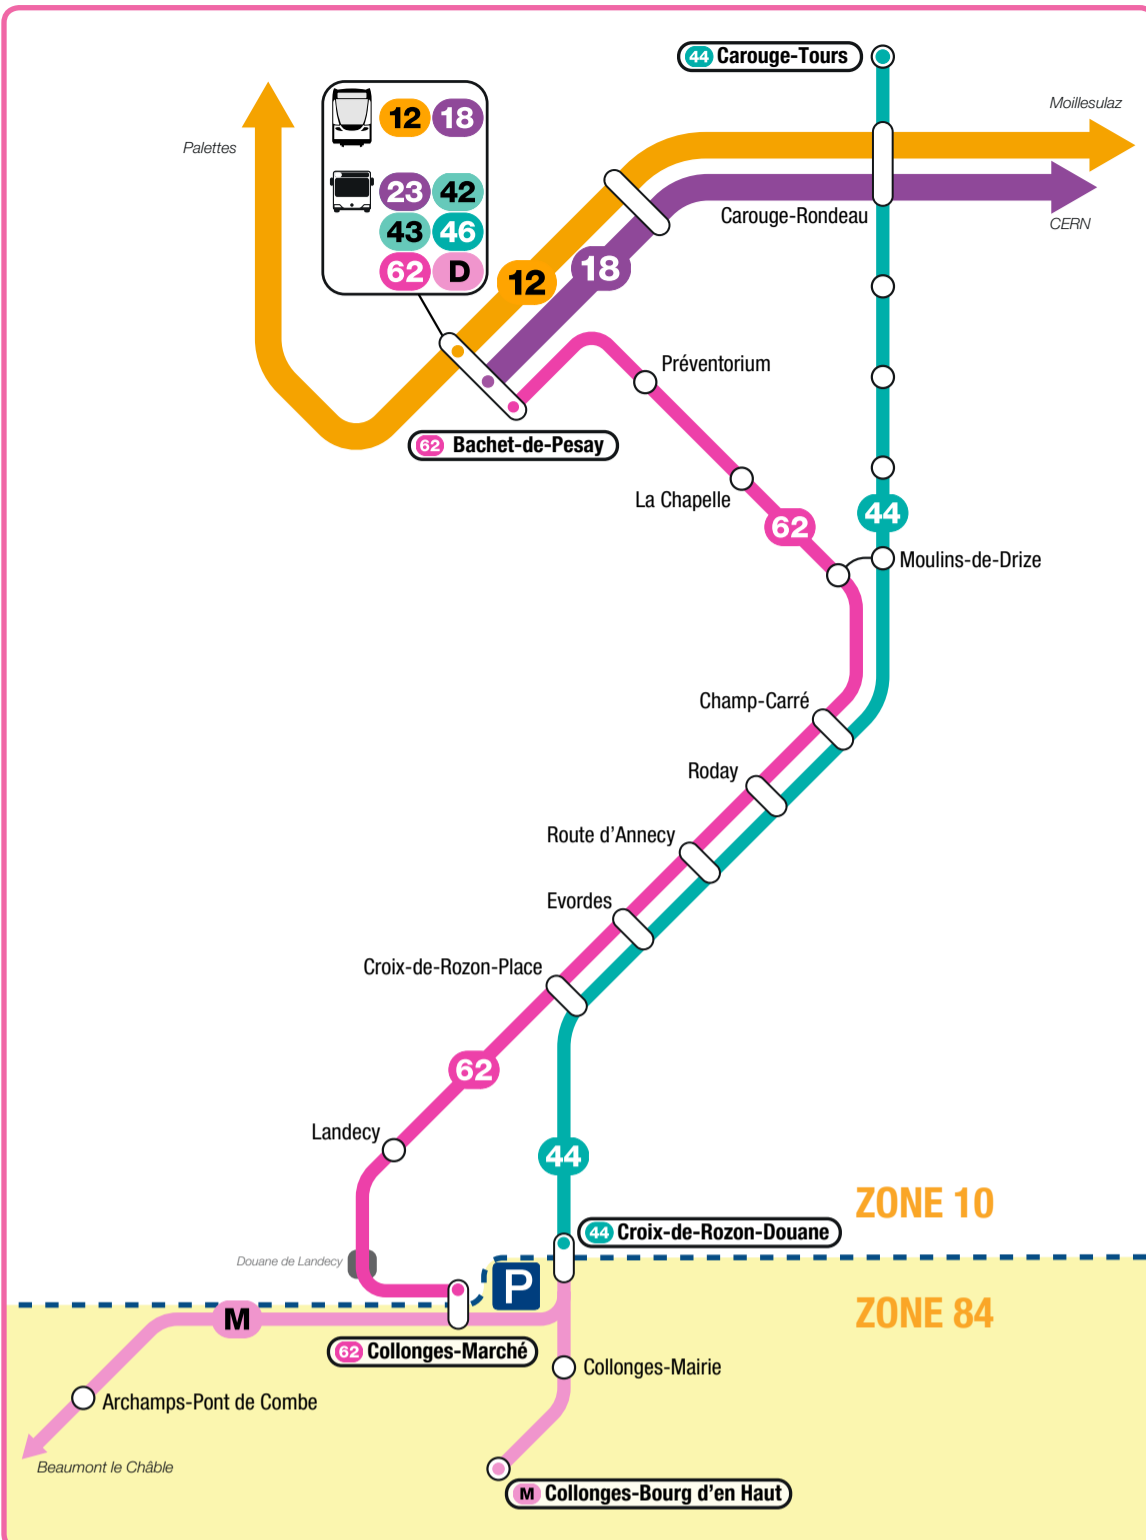 44 Carouge-Tours
Moillesulaz
Palettes
12 18
23 42
43 46
62 D
Carouge-Rondeau
CERN
12
18
Préventorium
62 Bachet-de-Pesay
La Chapelle
62
44
Moulins-de-Drize
Champ-Carré
Roday
Route d'Annecy
Evordes
Croix-de-Rozon-Place
62
Landecy
44
ZONE 10
44 Croix-de-Rozon-Douane
Douane de Landecy
P
ZONE 84
M
62 Collonges-Marché
Collonges-Mairie
Archamps-Pont de Combe
Beaumont le Châble
M Collonges-Bourg d'en Haut